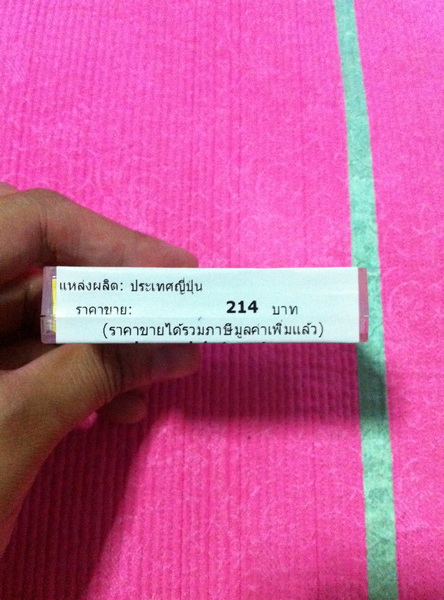 แหล่งผลิต: ประเทศญี่ปุ่น
ราคาขาย: 214 บาท
(ราคาขายได้รวมภาษีมูลค่าเพิ่มแล้ว)